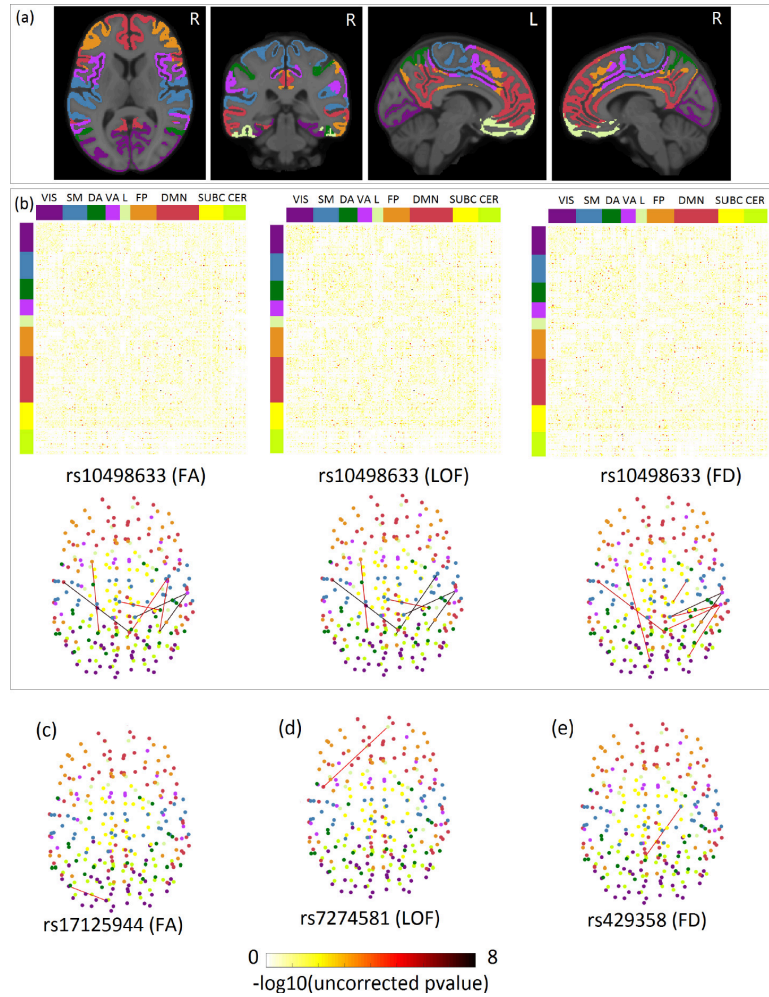 (a)
R
R
L
R
(b)
VIS SM DA VA L FP DMN SUBC CER
VIS SM DA VA L FP DMN SUBC CER
VIS SM DA VA L FP DMN SUBC CER
rs10498633 (FA)
rs10498633 (LOF)
rs10498633 (FD)
(c)
(d)
(e)
rs17125944 (FA)
rs7274581 (LOF)
rs429358 (FD)
0
8
-log10(uncorrected pvalue)